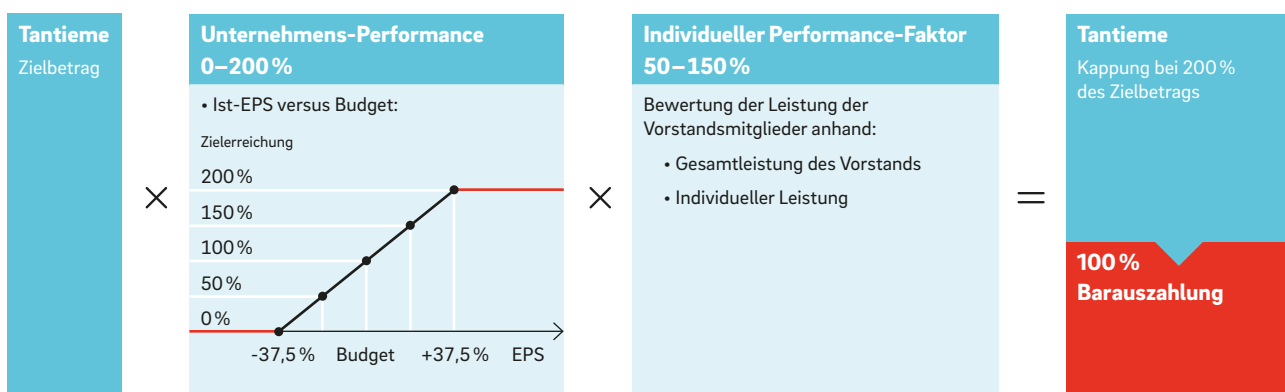 Tantieme
Zielbetrag
×
Unternehmens-Performance
0–200 %
• Ist-EPS versus Budget:
Zielerreichung
200 %
150 %
100 %
50 %
0 %
-37,5 %
Budget
+37,5 %
EPS
×
Individueller Performance-Faktor
50–150 %
Bewertung der Leistung der
Vorstandsmitglieder anhand:
• Gesamtleistung des Vorstands
• Individueller Leistung
=
Tantieme
Kappung bei 200 %
des Zielbetrags
100 %
Barauszahlung